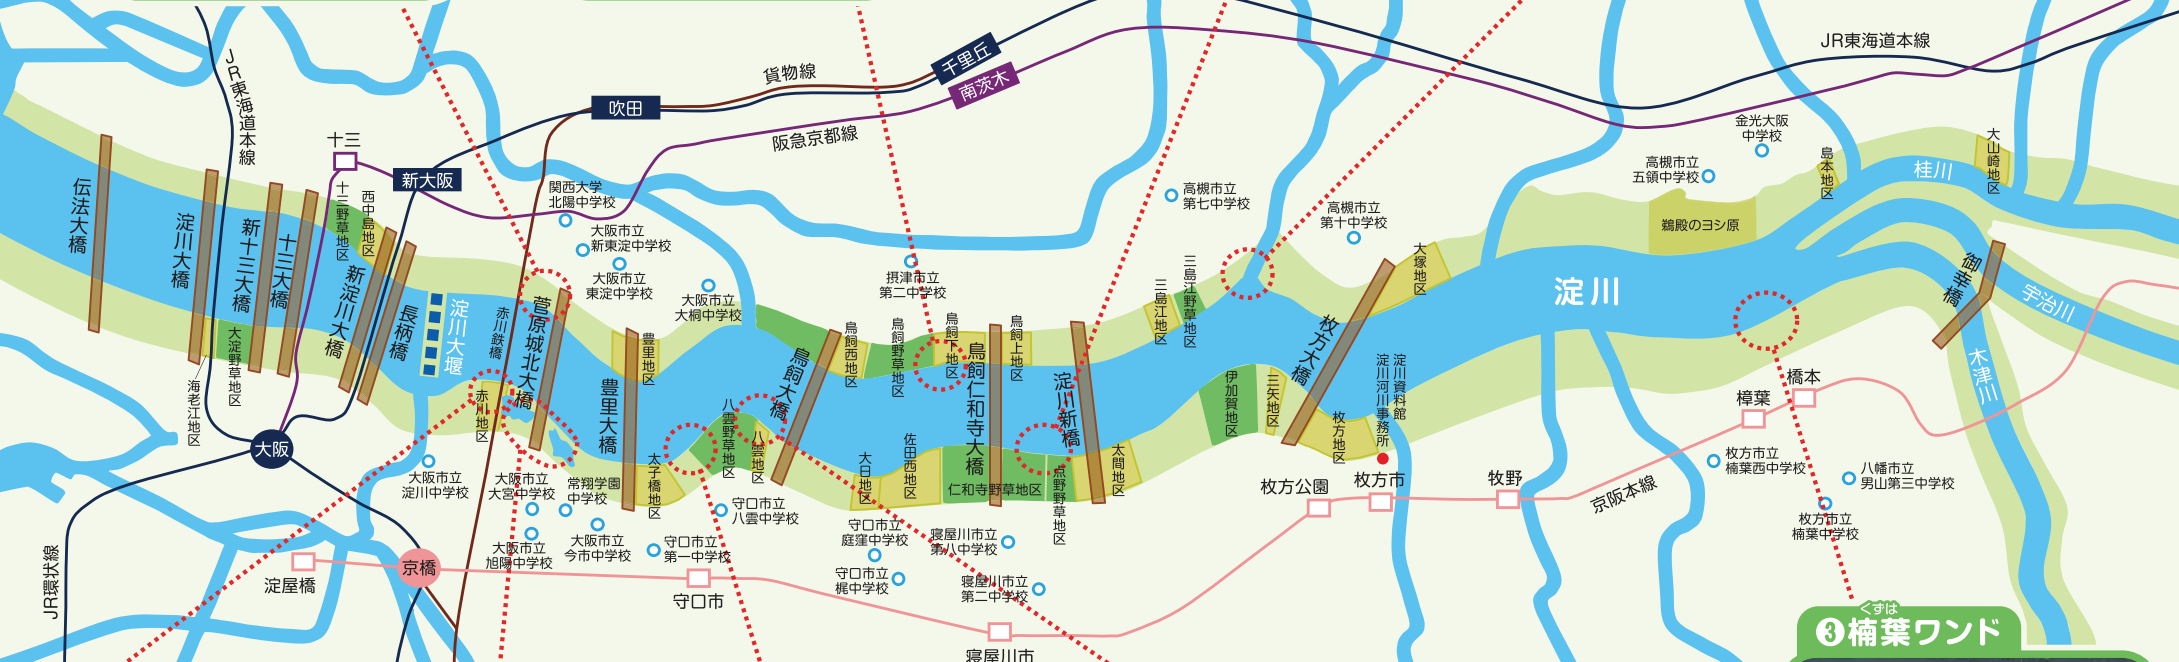 JR東海道本線
十三
新大阪
吹田
貨物線
千里丘
南茨木
阪急京都線
JR東海道本線
伝法大橋
淀川大橋
新十三大橋
十三大橋
十三野草地区
西中島地区
新淀川大橋
長柄橋
淀川大堰
赤川鉄橋
菅原城北大橋
関西大学
北陽中学校
大阪市立
新東淀中学校
大阪市立
東淀中学校
大阪市立
大桐中学校
豊里地区
豊里大橋
海老江地区
大淀野草地区
赤川地区
大阪
大阪市立
淀川中学校
大阪市立
大宮中学校
常翔学園
中学校
大阪市立
旭陽中学校
大阪市立
今市中学校
太子橋地区
八雲野草地区
八雲地区
守口市立
八雲中学校
守口市立
第一中学校
鳥飼大橋
鳥飼西地区
鳥飼野草地区
鳥飼下地区
鳥飼仁和寺大橋
鳥飼上地区
摂津市立
第二中学校
大日地区
佐田西地区
仁和寺野草地区
点野野草地区
太間地区
淀川新橋
守口市立
庭窪中学校
守口市立
梶中学校
寝屋川市立
第八中学校
寝屋川市立
第二中学校
三島江地区
三島江野草地区
高槻市立
第七中学校
高槻市立
第十中学校
大塚地区
枚方大橋
伊加賀地区
三矢地区
枚方地区
淀川資料館
淀川河川事務所
淀川
高槻市立
五領中学校
金光大阪
中学校
鵜殿のヨシ原
島本地区
桂川
大山崎地区
御幸橋
宇治川
木津川
JR環状線
淀屋橋
京橋
守口市
寝屋川市
枚方公園
枚方市
牧野
京阪本線
樟葉
橋本
枚方市立
楠葉西中学校
八幡市立
男山第三中学校
枚方市立
楠葉中学校
くずは
3楠葉ワンド